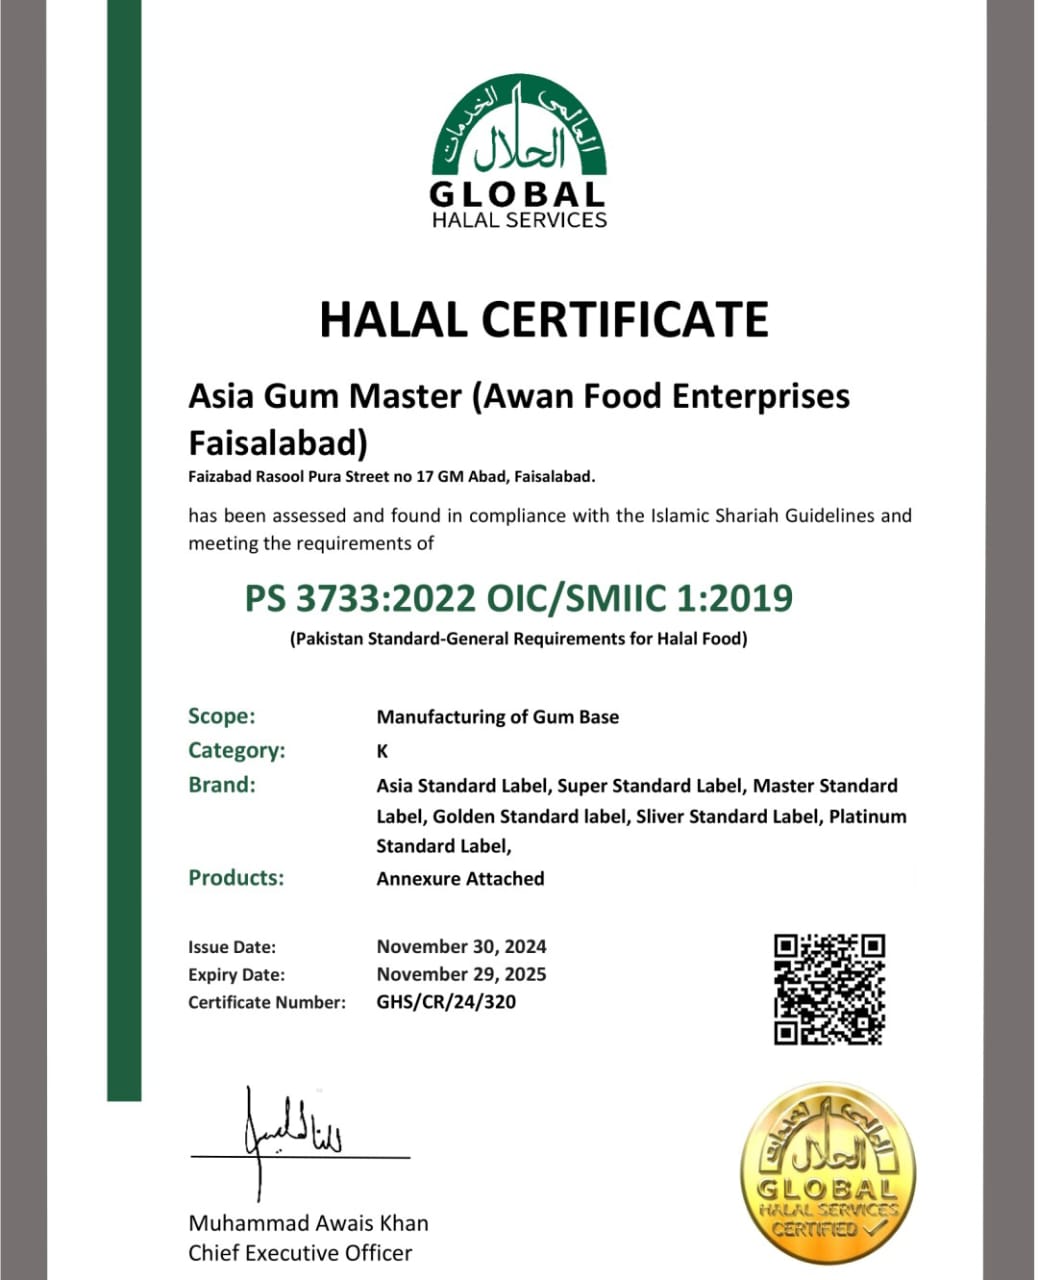 العالمي الخدمات
الحلال
GLOBAL
HALAL SERVICES
HALAL CERTIFICATE
Asia Gum Master (Awan Food Enterprises
Faisalabad)
Faizabad Rasool Pura Street no 17 GM Abad, Faisalabad.
has been assessed and found in compliance with the Islamic Shariah Guidelines and
meeting the requirements of
PS 3733:2022 OIC/SMIIC 1:2019
(Pakistan Standard-General Requirements for Halal Food)
Scope: Manufacturing of Gum Base
Category: K
Brand: Asia Standard Label, Super Standard Label, Master Standard
Label, Golden Standard label, Sliver Standard Label, Platinum
Standard Label,
Products: Annexure Attached
Issue Date: November 30, 2024
Expiry Date: November 29, 2025
Certificate Number: GHS/CR/24/320
Muhammad Awais Khan
Chief Executive Officer
العالمي الخدمات
الحلال
GLOBAL
HALAL SERVICES
CERTIFIED